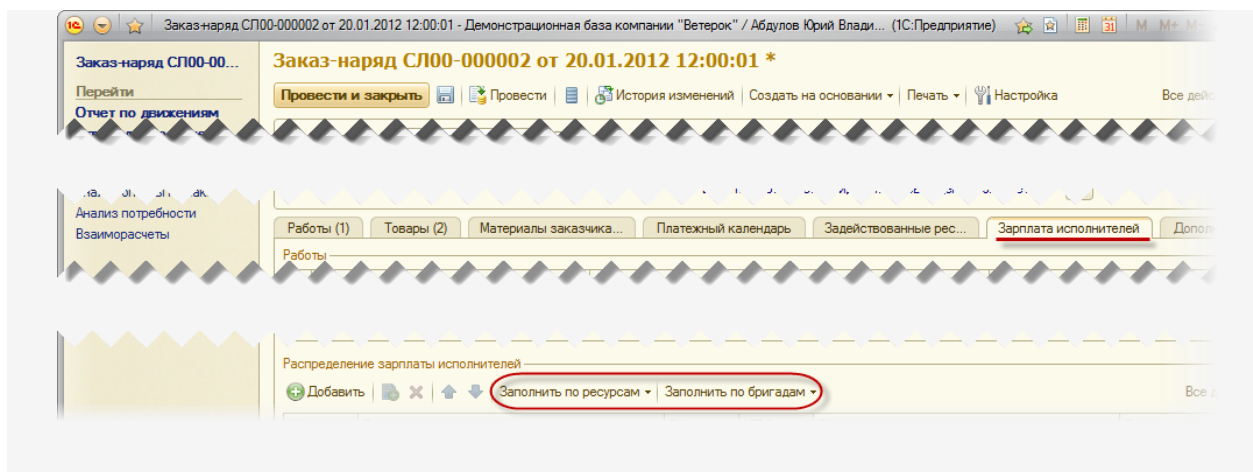 Заказ-наряд СЛ00-000002 от 20.01.2012 12:00:01 - Демонстрационная база компании "Ветерок" / Абдулов Юрий Влади... (1С:Предприятие) 31 M M+ M-
Заказ-наряд СЛ00-00...
Заказ-наряд СЛ00-000002 от 20.01.2012 12:00:01 *
Перейти
Провести и закрыть Провести История изменений Создать на основании Печать Настройка Все
Отчет по движениям
Анализ потребности
Взаиморасчеты
Работы (1) Товары (2) Материалы заказчика... Платежный календарь Задействованные рес... Зарплата исполнителей
Работы
Распределение зарплаты исполнителей
Добавить Заполнить по ресурсам Заполнить по бригадам Все